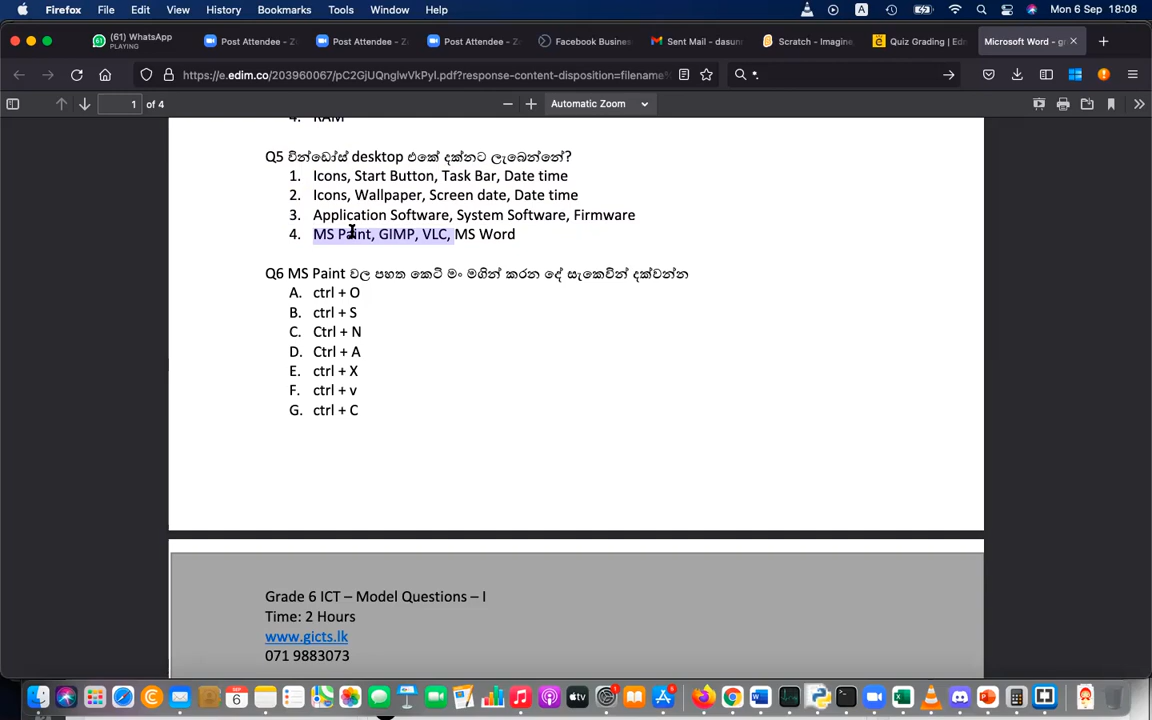 Firefox File Edit View History Bookmarks Tools Window Help
A
Mon 6 Sep 18:08
(61) WhatsApp
PLAYING
Post Attendee - Z
Post Attendee - Z
Post Attendee - Z
Facebook Busines
Sent Mail - dasun
Scratch - Imagine,
Quiz Grading | Edm
Microsoft Word - g
https://e.edim.co/203960067/pC2GjUQnglwVkPyI.pdf?response-content-disposition=filename
1 of 4
Automatic Zoom
4. RAM
Q5 වින්ඩෝස් desktop එකේ දක්නට ලැබෙන්නේ?
1. Icons, Start Button, Task Bar, Date time
2. Icons, Wallpaper, Screen date, Date time
3. Application Software, System Software, Firmware
4. MS Paint, GIMP, VLC, MS Word
Q6 MS Paint වල පහත කෙටි මං මගින් කරන දේ සැකෙවින් දක්වන්න
A. ctrl + O
B. ctrl + S
C. Ctrl + N
D. Ctrl + A
E. ctrl + X
F. ctrl + v
G. ctrl + C
Grade 6 ICT – Model Questions – I
Time: 2 Hours
www.gicts.lk
071 9883073